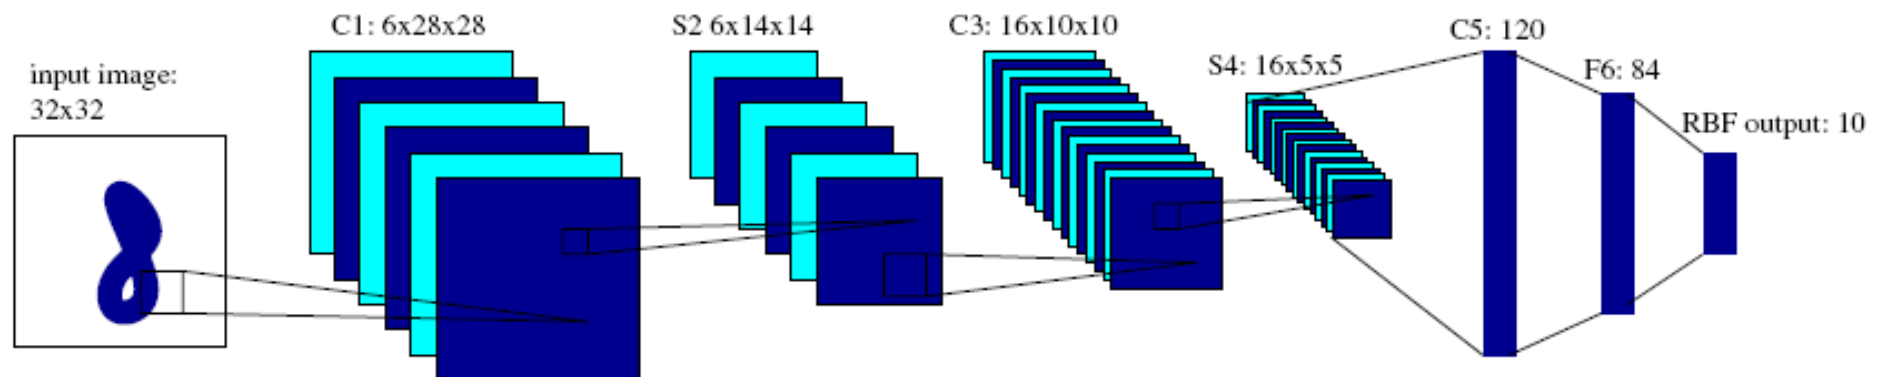 input image:
32x32
C1: 6x28x28
S2 6x14x14
C3: 16x10x10
S4: 16x5x5
C5: 120
F6: 84
RBF output: 10